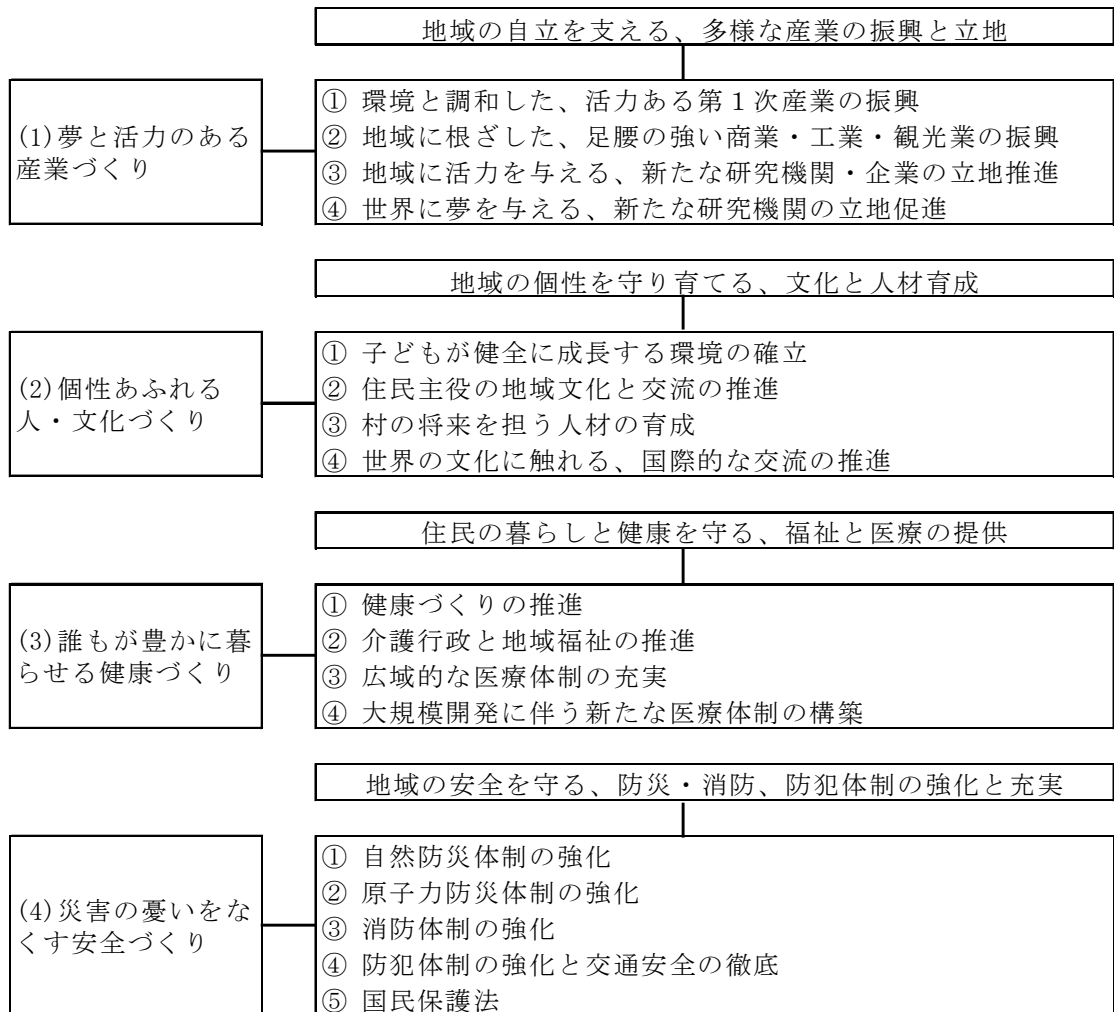 地域の自立を支える、多様な産業の振興と立地
(1)夢と活力のある
産業づくり
① 環境と調和した、活力ある第１次産業の振興
② 地域に根ざした、足腰の強い商業・工業・観光業の振興
③ 地域に活力を与える、新たな研究機関・企業の立地推進
④ 世界に夢を与える、新たな研究機関の立地促進
地域の個性を守り育てる、文化と人材育成
(2)個性あふれる
人・文化づくり
① 子どもが健全に成長する環境の確立
② 住民主役の地域文化と交流の推進
③ 村の将来を担う人材の育成
④ 世界の文化に触れる、国際的な交流の推進
住民の暮らしと健康を守る、福祉と医療の提供
(3)誰もが豊かに暮
らせる健康づくり
① 健康づくりの推進
② 介護行政と地域福祉の推進
③ 広域的な医療体制の充実
④ 大規模開発に伴う新たな医療体制の構築
地域の安全を守る、防災・消防、防犯体制の強化と充実
(4)災害の憂いをな
くす安全づくり
① 自然防災体制の強化
② 原子力防災体制の強化
③ 消防体制の強化
④ 防犯体制の強化と交通安全の徹底
⑤ 国民保護法